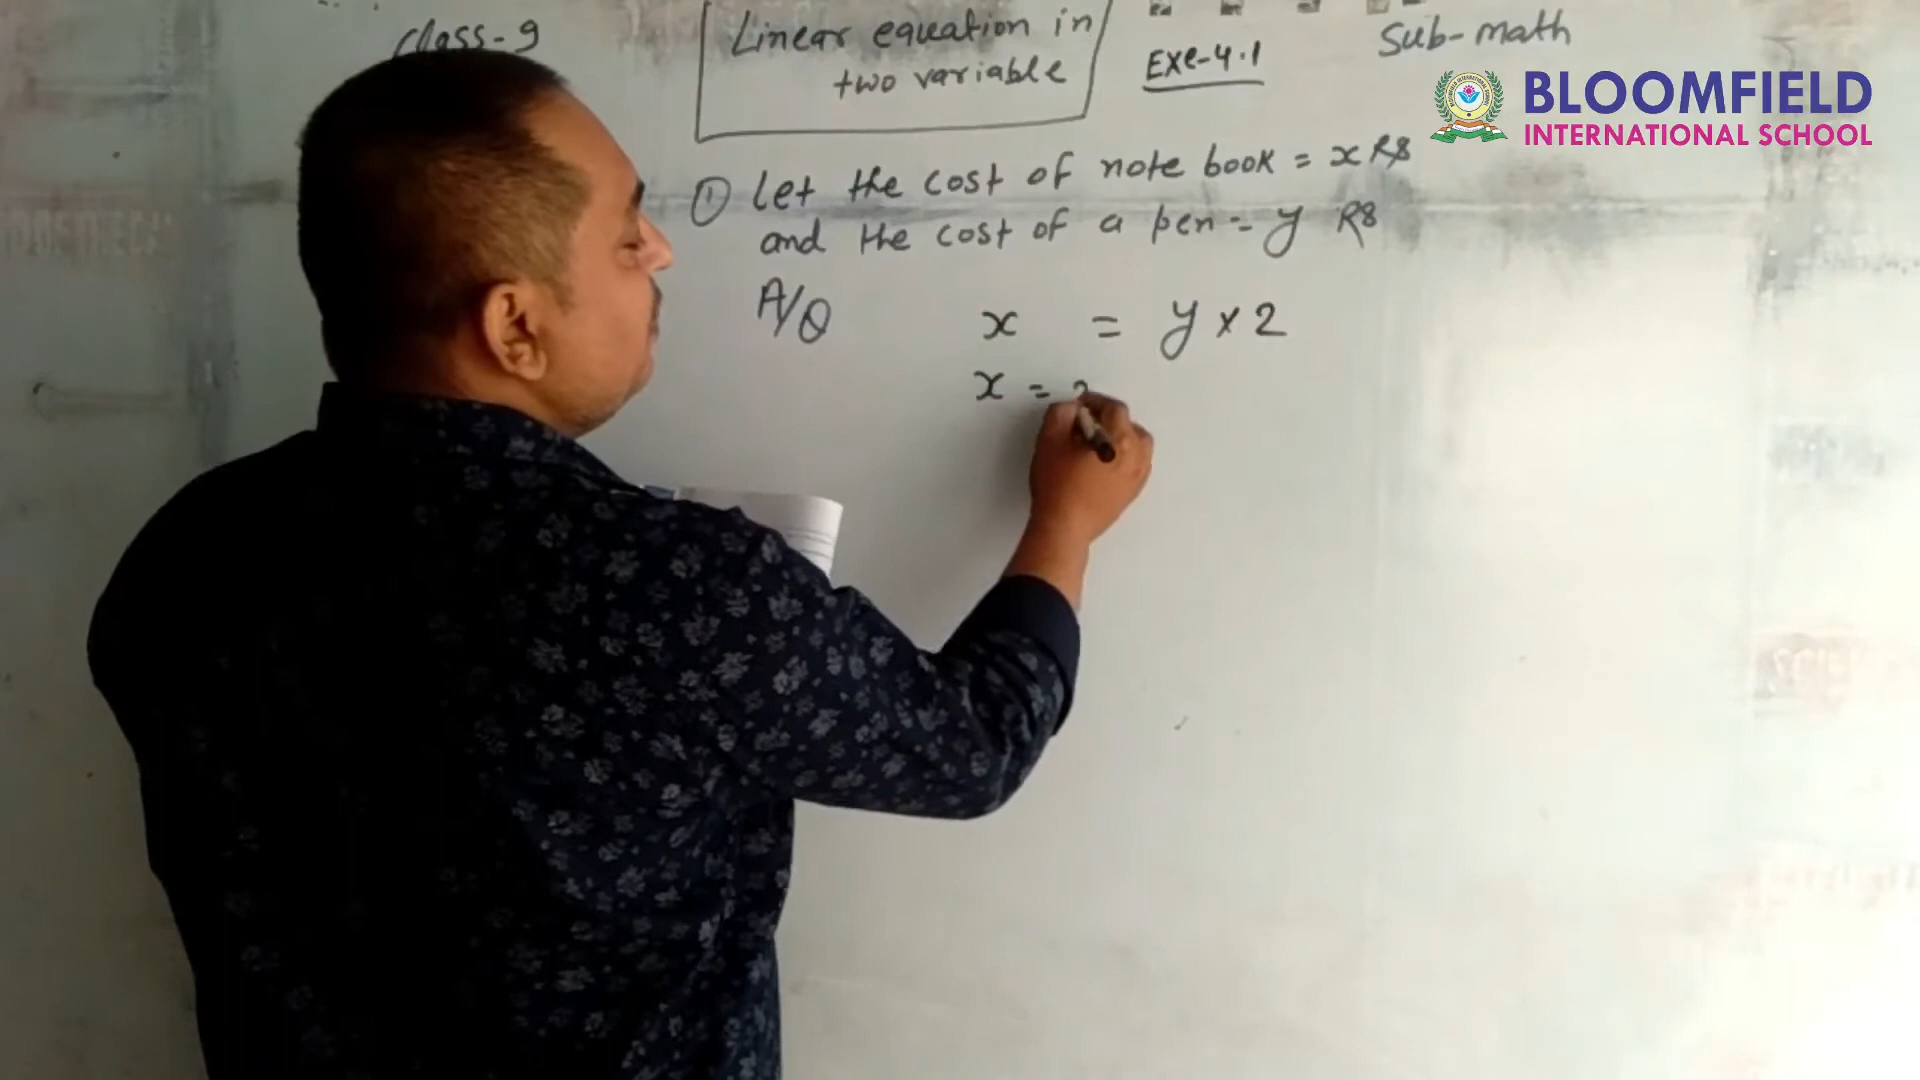 Class-9
Linear equation in
two variable
Exe-4.1
Sub-math
BLOOMFIELD
INTERNATIONAL SCHOOL
① Let the cost of note book = x Rs
and the cost of a pen = y Rs
A/Q x = y × 2
x = 2